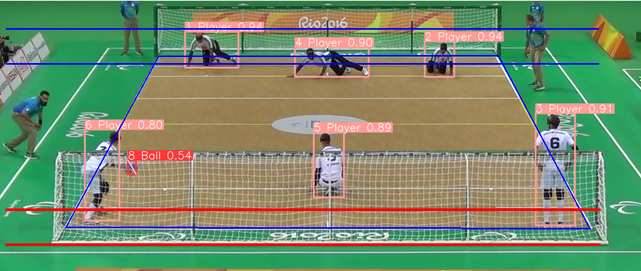 Rio2016
1 Player 0.94
2 Player 0.94
4 Player 0.90
3 Player 0.91
6 Player 0.80
5 Player 0.89
8 Ball 0.54
6
Rio2016